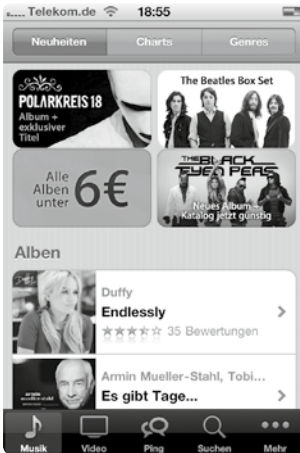 Telekom.de 18:55
Neuheiten Charts Genres
POLARKREIS 18
Album +
exklusiver
Titel
The Beatles Box Set
Alle
Alben
unter
6€
THE BLACK
EYED PEAS
Neues Album +
Katalog jetzt günstig
Alben
Duffy
Endlessly
35 Bewertungen
Armin Mueller-Stahl, Tobi...
Es gibt Tage...
Musik Video Ping Suchen Mehr